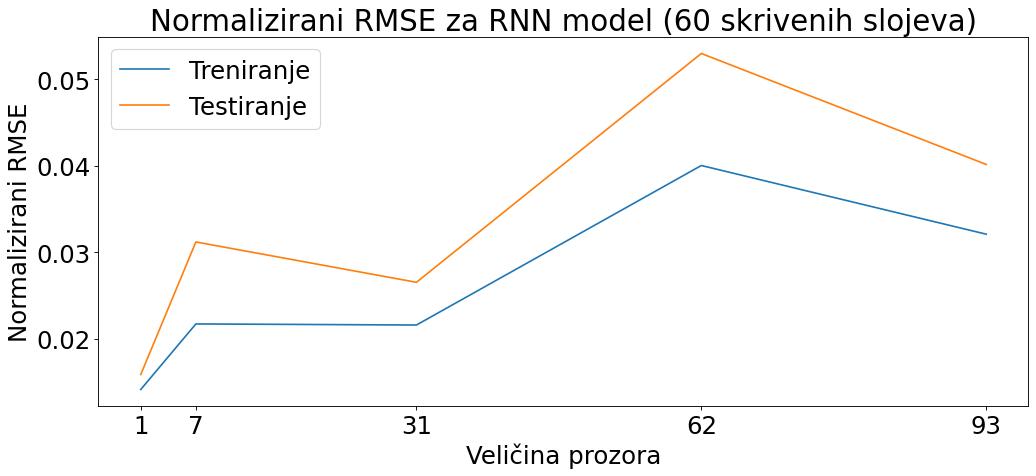 Normalizirani RMSE za RNN model (60 skrivenih slojeva)
Treniranje
Testiranje
Normalizirani RMSE
0.05
0.04
0.03
0.02
1 7 31 62 93
Veličina prozora